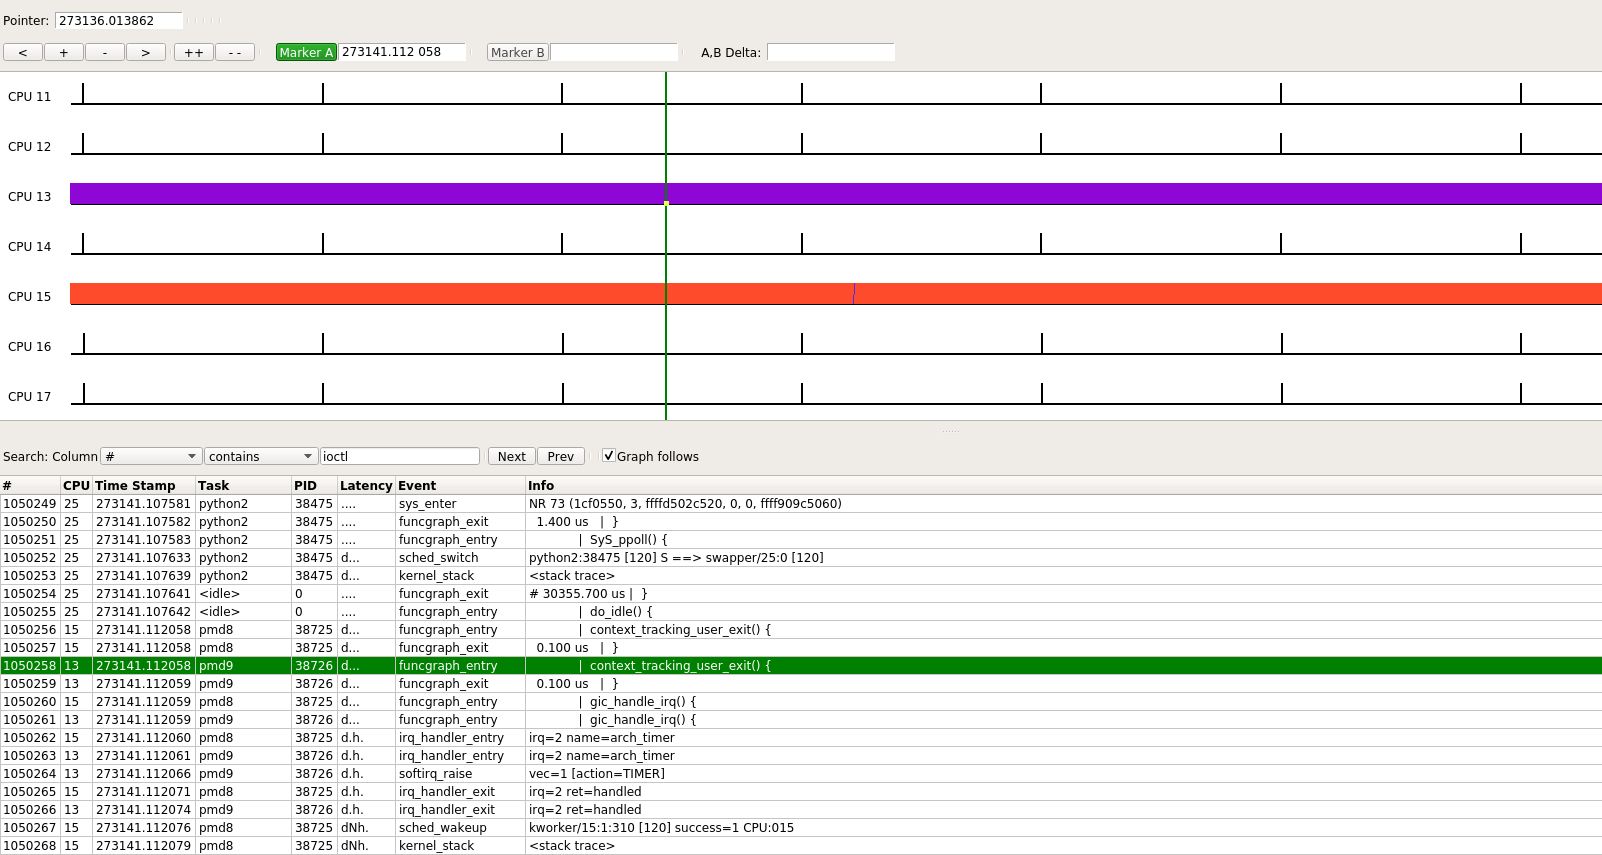 Pointer: 273136.013862
< + - > ++ - - Marker A 273141.112 058 Marker B A,B Delta:
CPU 11
CPU 12
CPU 13
CPU 14
CPU 15
CPU 16
CPU 17
Search: Column # contains ioctl Next Prev Graph follows
# CPU Time Stamp Task PID Latency Event Info
1050249 25 273141.107581 python2 38475 .... sys_enter NR 73 (1cf0550, 3, ffffd502c520, 0, 0, ffff909c5060)
1050250 25 273141.107582 python2 38475 .... funcgraph_exit 1.400 us | }
1050251 25 273141.107583 python2 38475 .... funcgraph_entry | SyS_ppoll() {
1050252 25 273141.107633 python2 38475 d... sched_switch python2:38475 [120] S ==> swapper/25:0 [120]
1050253 25 273141.107639 python2 38475 d... kernel_stack <stack trace>
1050254 25 273141.107641 <idle> 0 .... funcgraph_exit # 30355.700 us | }
1050255 25 273141.107642 <idle> 0 .... funcgraph_entry | do_idle() {
1050256 15 273141.112058 pmd8 38725 d... funcgraph_entry | context_tracking_user_exit() {
1050257 15 273141.112058 pmd8 38725 d... funcgraph_exit 0.100 us | }
1050258 13 273141.112058 pmd9 38726 d... funcgraph_entry | context_tracking_user_exit() {
1050259 13 273141.112059 pmd9 38726 d... funcgraph_exit 0.100 us | }
1050260 15 273141.112059 pmd8 38725 d... funcgraph_entry | gic_handle_irq() {
1050261 13 273141.112059 pmd9 38726 d... funcgraph_entry | gic_handle_irq() {
1050262 15 273141.112060 pmd8 38725 d.h. irq_handler_entry irq=2 name=arch_timer
1050263 13 273141.112061 pmd9 38726 d.h. irq_handler_entry irq=2 name=arch_timer
1050264 13 273141.112066 pmd9 38726 d.h. softirq_raise vec=1 [action=TIMER]
1050265 15 273141.112071 pmd8 38725 d.h. irq_handler_exit irq=2 ret=handled
1050266 13 273141.112074 pmd9 38726 d.h. irq_handler_exit irq=2 ret=handled
1050267 15 273141.112076 pmd8 38725 dNh. sched_wakeup kworker/15:1:310 [120] success=1 CPU:015
1050268 15 273141.112079 pmd8 38725 dNh. kernel_stack <stack trace>